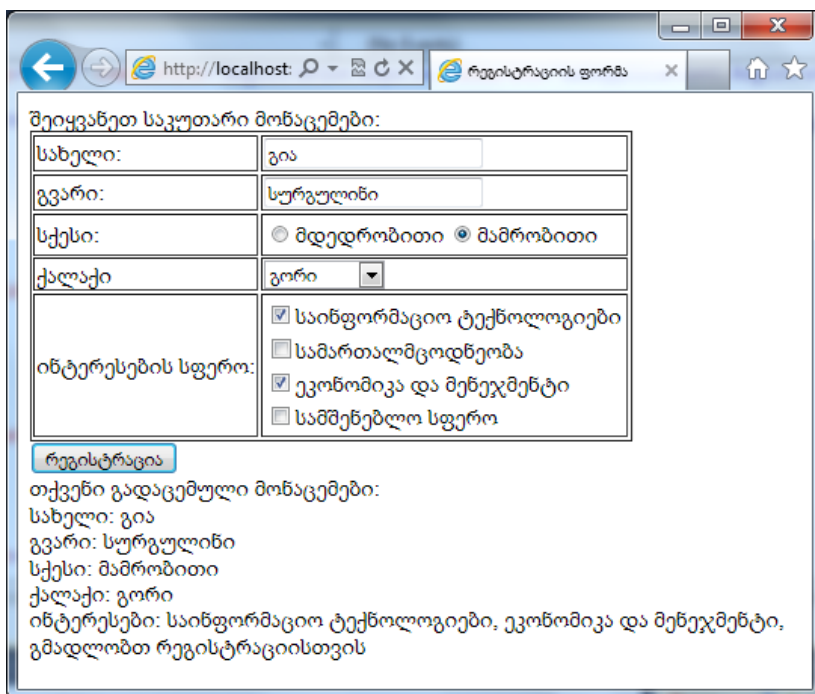 http://localhost:
რეგისტრაციის ფორმა
შეიყვანეთ საკუთარი მონაცემები:
სახელი: გია
გვარი: სურგულინი
სქესი: მდედრობითი მამრობითი
ქალაქი გორი
ინტერესების სფერო:
საინფორმაციო ტექნოლოგიები
სამართალმცოდნეობა
ეკონომიკა და მენეჯმენტი
სამშენებლო სფერო
რეგისტრაცია
თქვენი გადაცემული მონაცემები:
სახელი: გია
გვარი: სურგულინი
სქესი: მამრობითი
ქალაქი: გორი
ინტერესები: საინფორმაციო ტექნოლოგიები, ეკონომიკა და მენეჯმენტი,
გმადლობთ რეგისტრაციისთვის